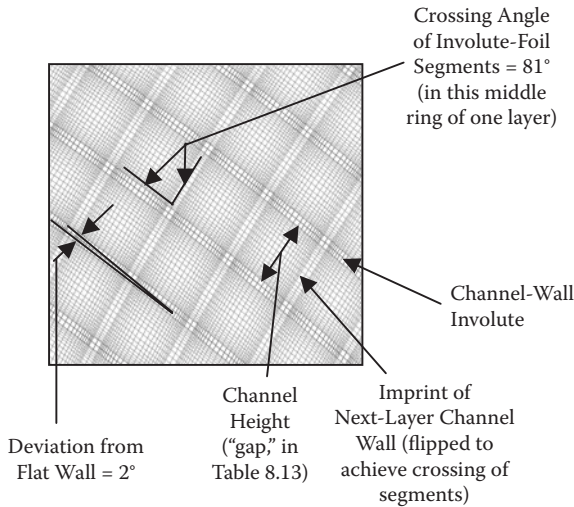 Crossing Angle
of Involute-Foil
Segments = 81°
(in this middle
ring of one layer)
Channel-Wall
Involute
Imprint of
Next-Layer Channel
Wall (flipped to
achieve crossing of
segments)
Channel
Height
(“gap,” in
Table 8.13)
Deviation from
Flat Wall = 2°